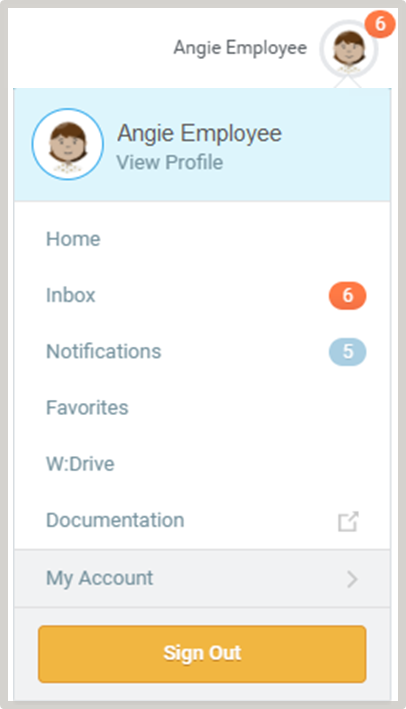 6
Angie Employee
Angie Employee
View Profile
Home
Inbox 6
Notifications 5
Favorites
W:Drive
Documentation
My Account
Sign Out